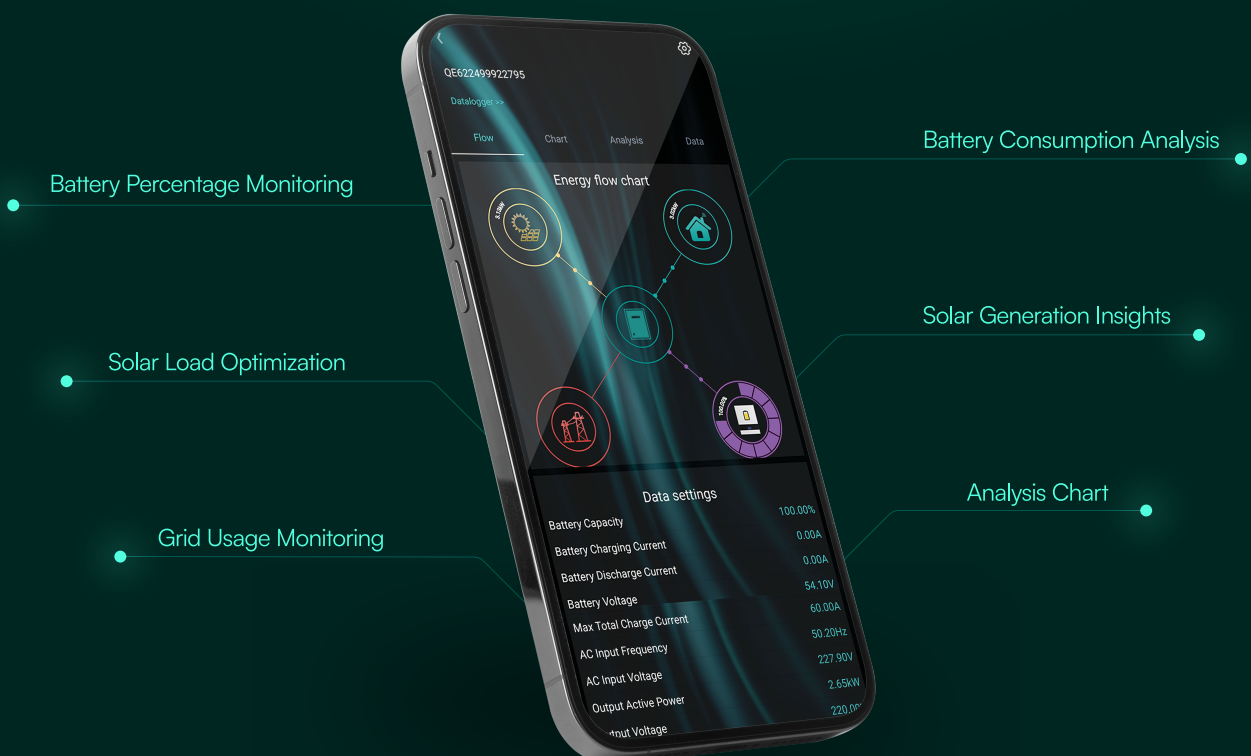 QE622499922795
Datalogger >>
Flow
Chart
Analysis
Data
Energy flow chart
Battery Percentage Monitoring
Solar Load Optimization
Grid Usage Monitoring
Battery Consumption Analysis
Solar Generation Insights
Analysis Chart
100.00%
Data settings
Battery Capacity 100.00%
Battery Charging Current 0.00A
Battery Discharge Current 0.00A
Battery Voltage 54.10V
Max Total Charge Current 60.00A
AC Input Frequency 50.20Hz
AC Input Voltage 227.90V
Output Active Power 2.65kW
Voltage